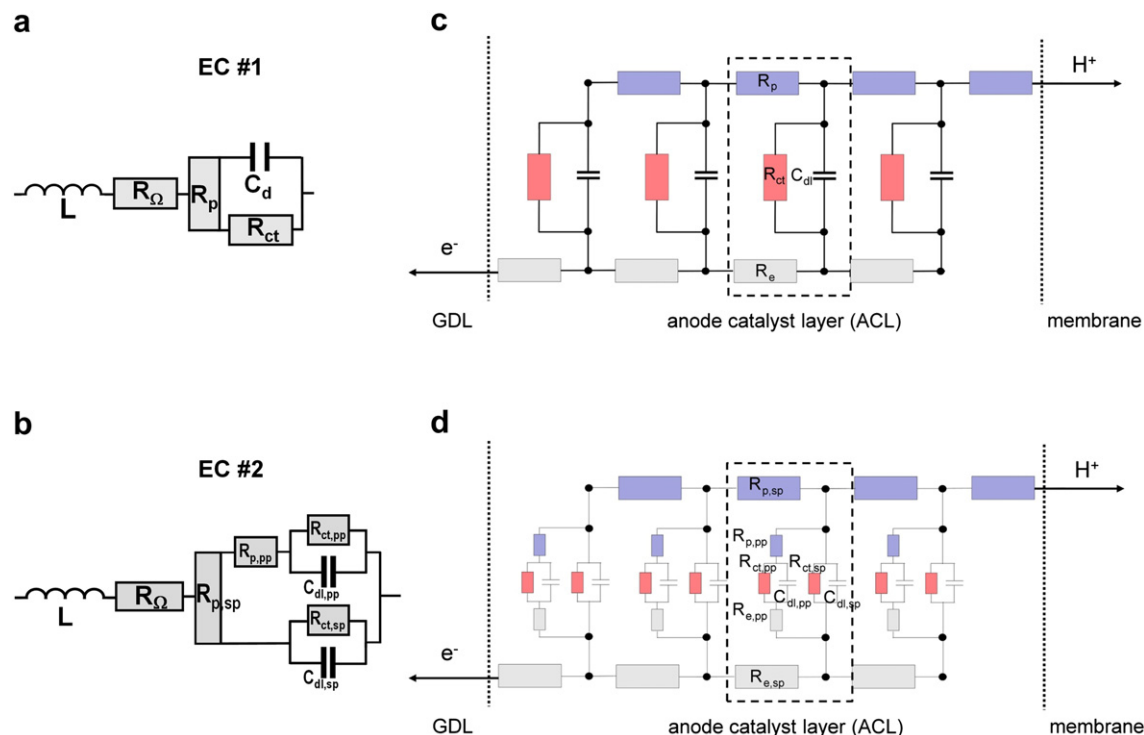 a
EC #1
L
RΩ
Rp
Cd
Rct
c
H+
Rp
Rct
Cdl
Re
e-
GDL
anode catalyst layer (ACL)
membrane
b
EC #2
L
RΩ
Rp,sp
Rp,pp
Rct,pp
Cdl,pp
Rct,sp
Cdl,sp
d
H+
Rp,sp
Rp,pp
Rct,pp
Rct,sp
Cdl,pp
Cdl,sp
Re,pp
Re,sp
e-
GDL
anode catalyst layer (ACL)
membrane